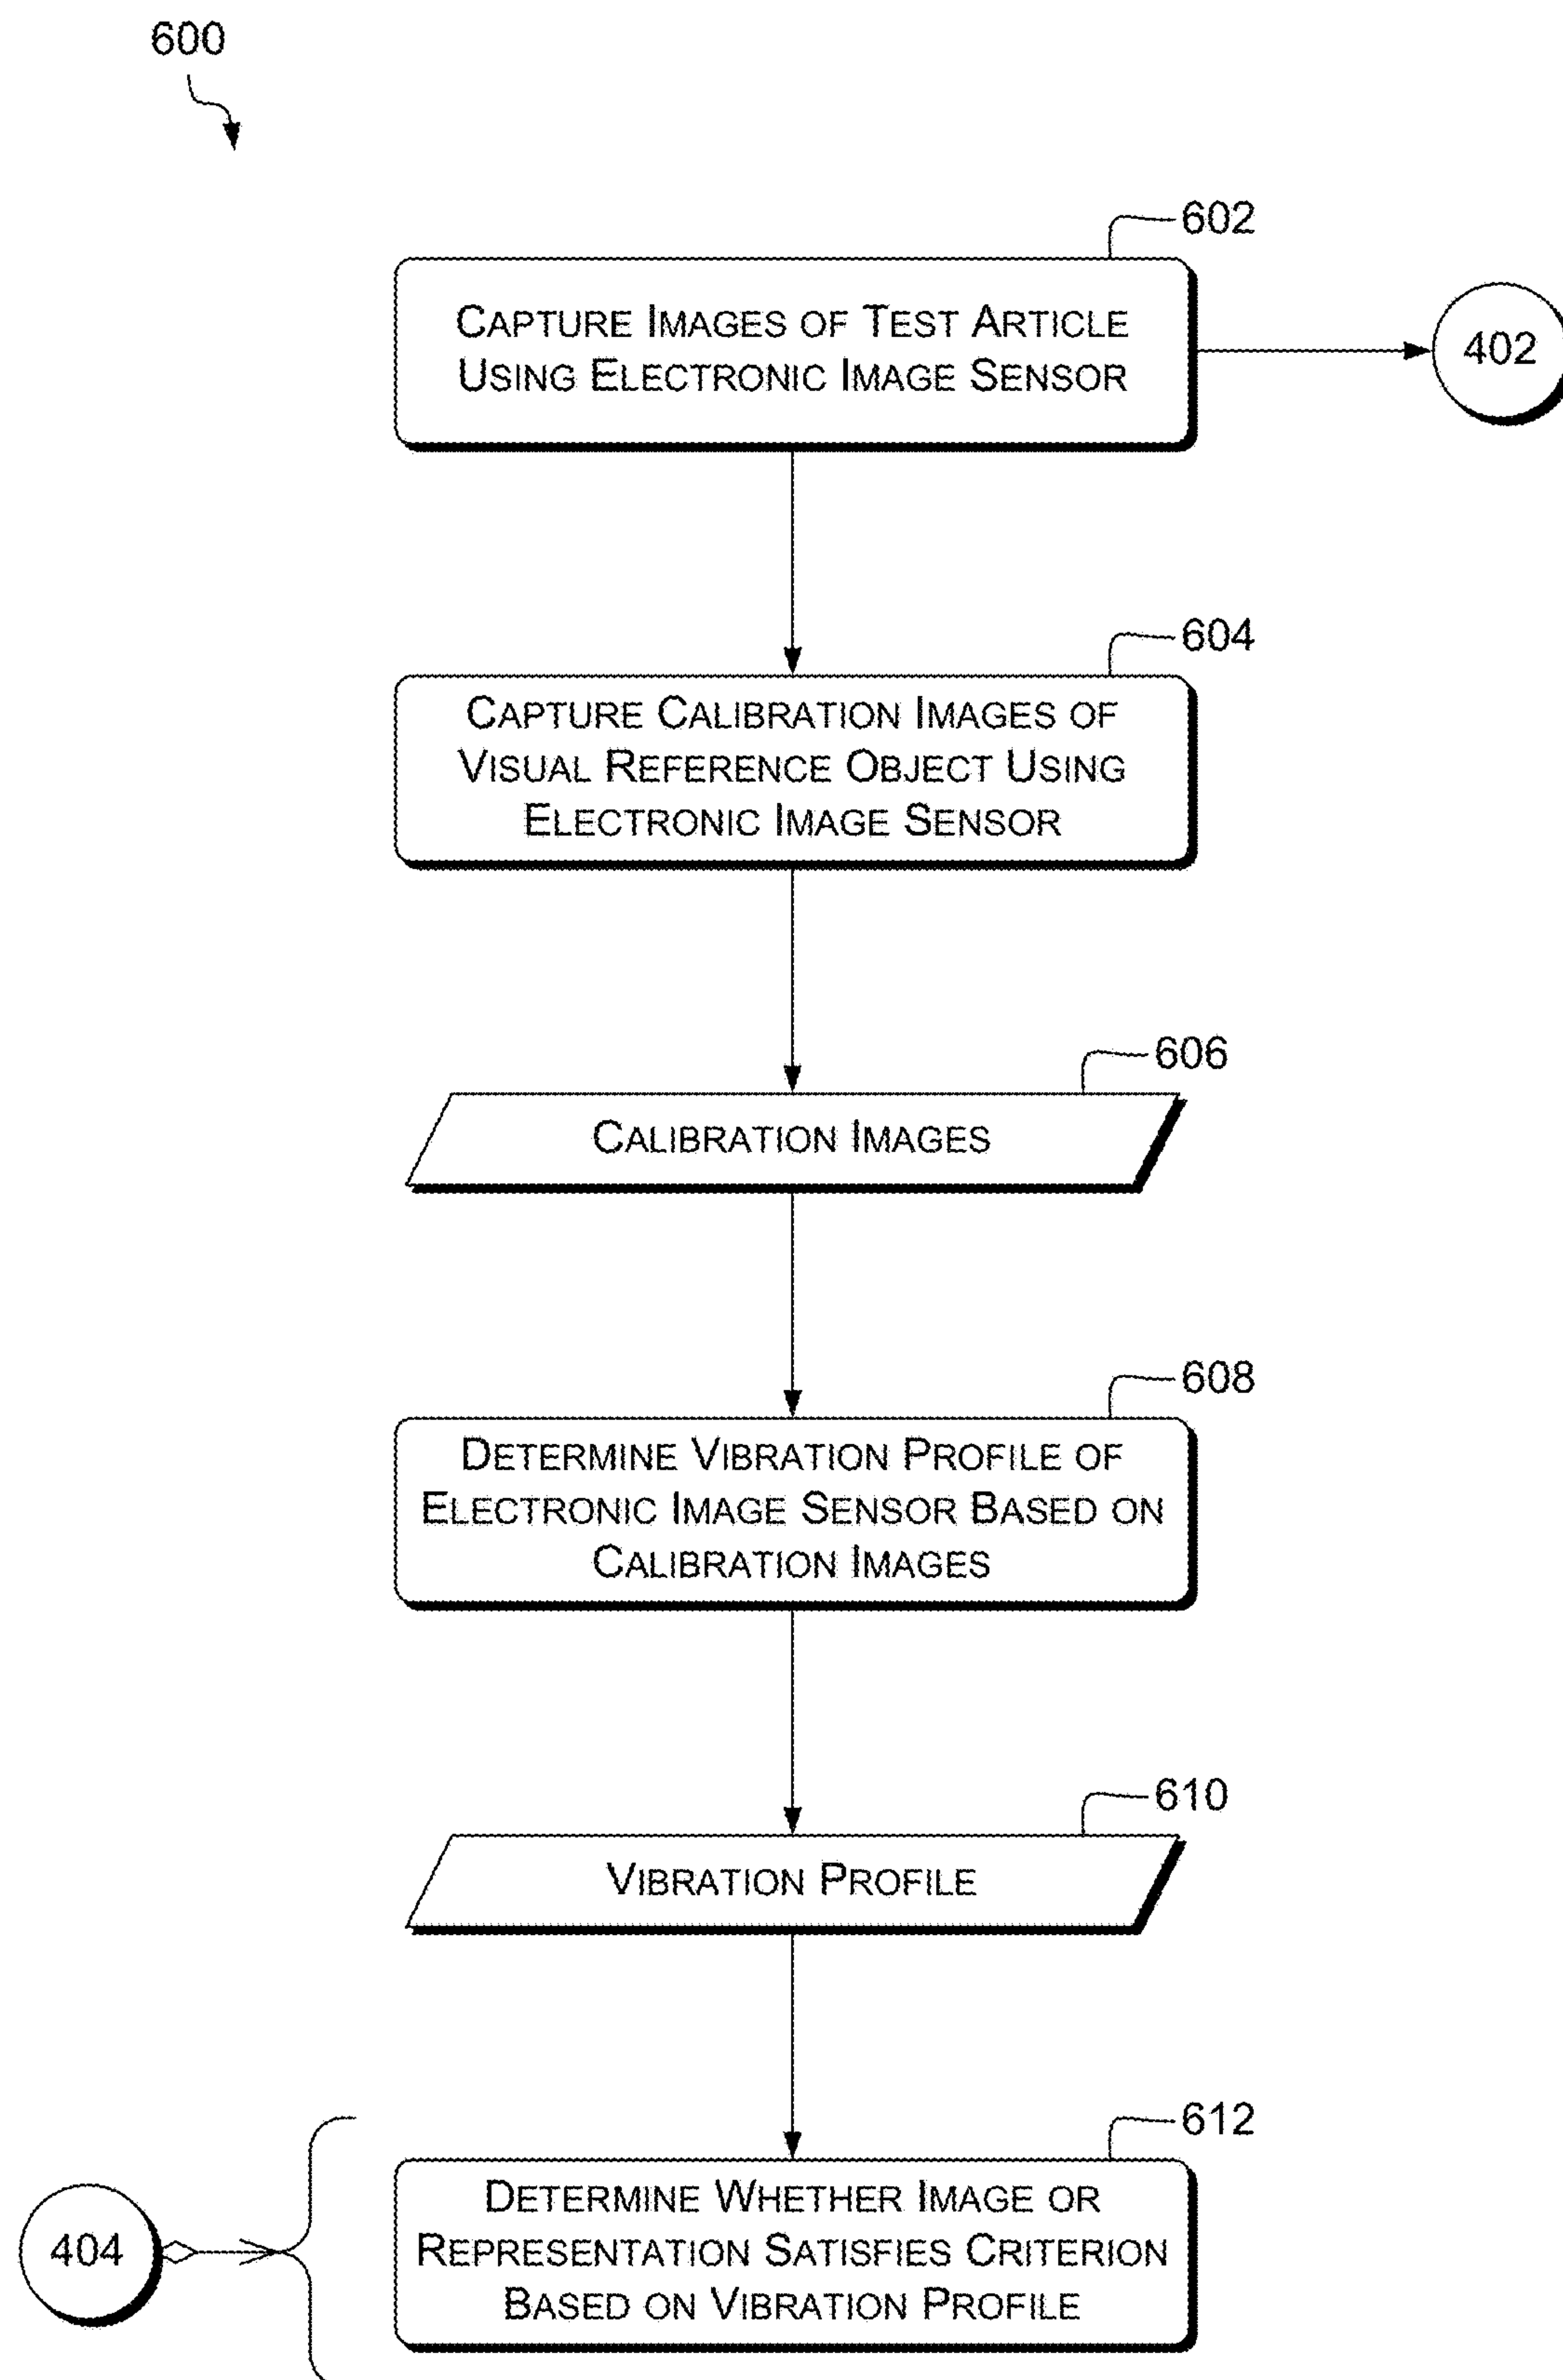 600
602
CAPTURE IMAGES OF TEST ARTICLE
USING ELECTRONIC IMAGE SENSOR
402
604
CAPTURE CALIBRATION IMAGES OF
VISUAL REFERENCE OBJECT USING
ELECTRONIC IMAGE SENSOR
606
CALIBRATION IMAGES
608
DETERMINE VIBRATION PROFILE OF
ELECTRONIC IMAGE SENSOR BASED ON
CALIBRATION IMAGES
610
VIBRATION PROFILE
612
404
DETERMINE WHETHER IMAGE OR
REPRESENTATION SATISFIES CRITERION
BASED ON VIBRATION PROFILE